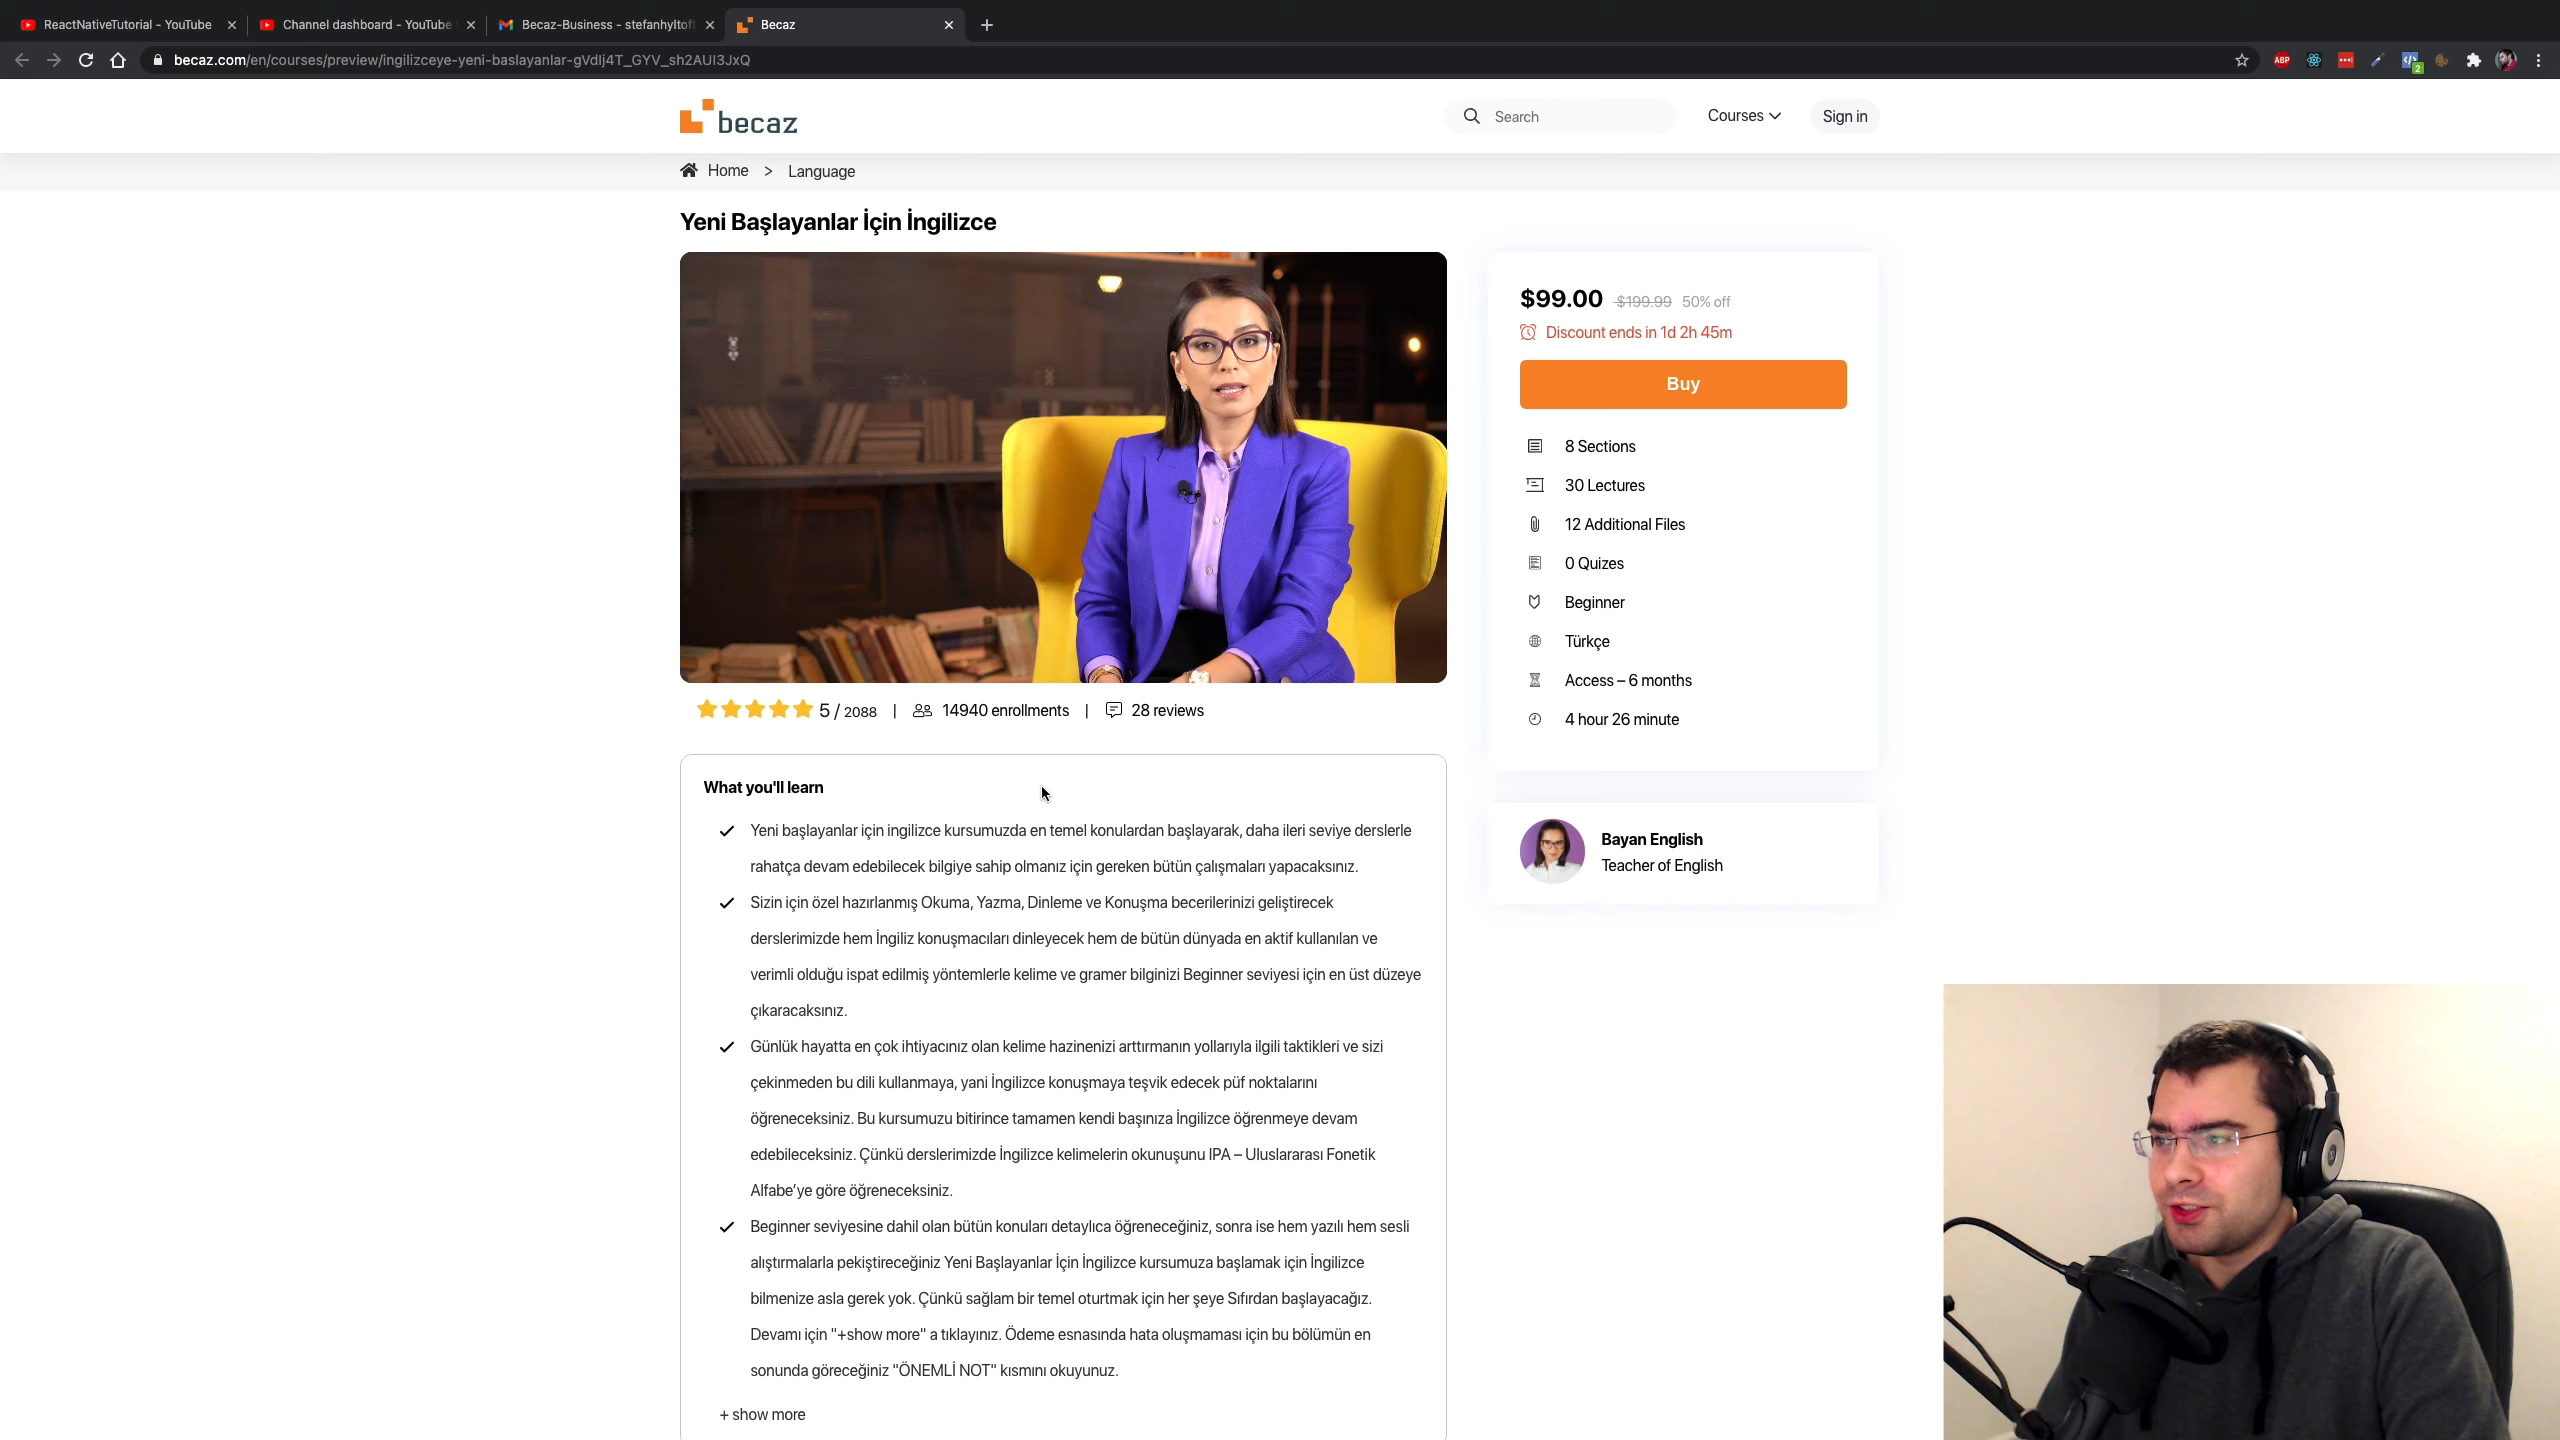 ReactNativeTutorial - YouTube
Channel dashboard - YouTube
Becaz-Business - stefanhyltoft
Becaz
becaz.com/en/courses/preview/ingilizceye-yeni-baslayanlar-gVdlj4T_GYV_sh2AUI3JxQ
ABP
2
becaz
Search
Courses
Sign in
Home > Language
Yeni Başlayanlar İçin İngilizce
$99.00 $199.99 50% off
Discount ends in 1d 2h 45m
Buy
8 Sections
30 Lectures
12 Additional Files
0 Quizes
Beginner
Türkçe
Access – 6 months
4 hour 26 minute
5 / 2088 | 14940 enrollments | 28 reviews
Bayan English
Teacher of English
What you'll learn
Yeni başlayanlar için ingilizce kursumuzda en temel konulardan başlayarak, daha ileri seviye derslerle
rahatça devam edebilecek bilgiye sahip olmanız için gereken bütün çalışmaları yapacaksınız.
Sizin için özel hazırlanmış Okuma, Yazma, Dinleme ve Konuşma becerilerinizi geliştirecek
derslerimizde hem İngiliz konuşmacıları dinleyecek hem de bütün dünyada en aktif kullanılan ve
verimli olduğu ispat edilmiş yöntemlerle kelime ve gramer bilginizi Beginner seviyesi için en üst düzeye
çıkaracaksınız.
Günlük hayatta en çok ihtiyacınız olan kelime hazinenizi arttırmanın yollarıyla ilgili taktikleri ve sizi
çekinmeden bu dili kullanmaya, yani İngilizce konuşmaya teşvik edecek püf noktalarını
öğreneceksiniz. Bu kursumuzu bitirince tamamen kendi başınıza İngilizce öğrenmeye devam
edebileceksiniz. Çünkü derslerimizde İngilizce kelimelerin okunuşunu IPA – Uluslararası Fonetik
Alfabe’ye göre öğreneceksiniz.
Beginner seviyesine dahil olan bütün konuları detaylıca öğreneceğiniz, sonra ise hem yazılı hem sesli
alıştırmalarla pekiştireceğiniz Yeni Başlayanlar İçin İngilizce kursumuza başlamak için İngilizce
bilmenize asla gerek yok. Çünkü sağlam bir temel oturtmak için her şeye Sıfırdan başlayacağız.
Devamı için "+show more" a tıklayınız. Ödeme esnasında hata oluşmaması için bu bölümün en
sonunda göreceğiniz "ÖNEMLİ NOT" kısmını okuyunuz.
+ show more